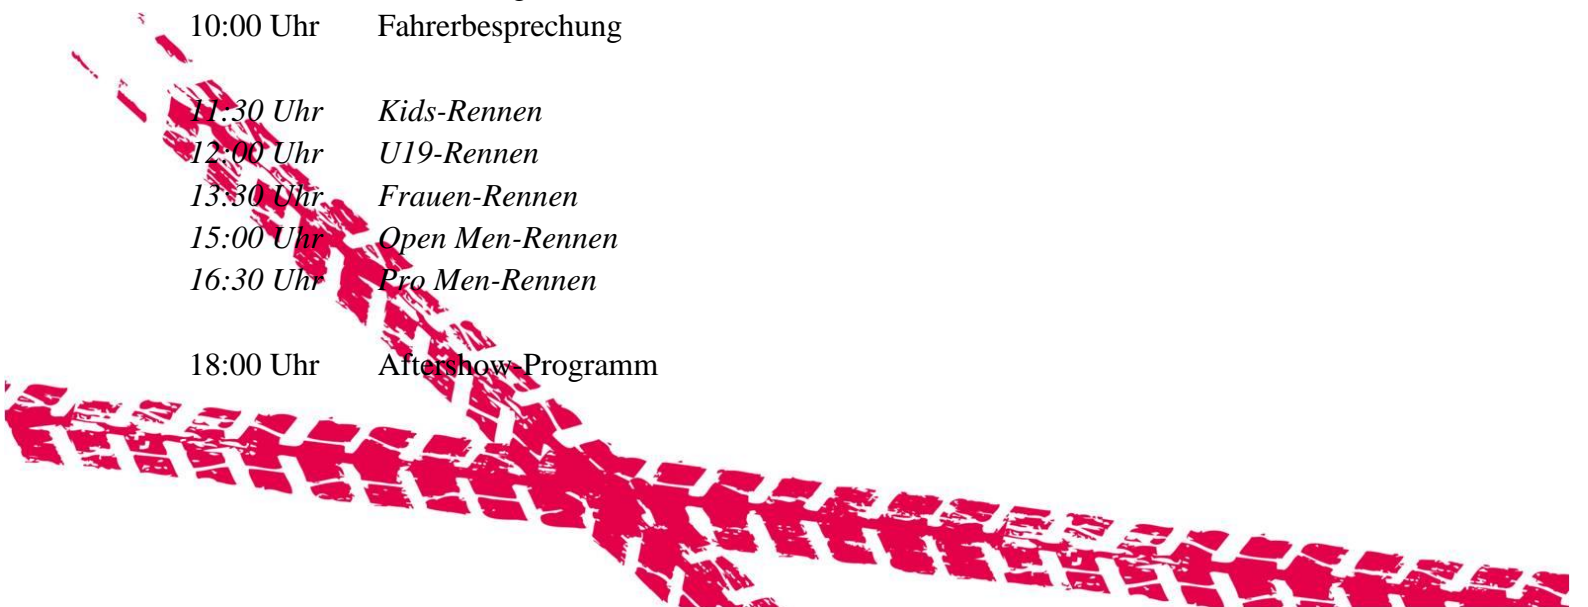 10:00 Uhr Fahrerbesprechung
11:30 Uhr Kids-Rennen
12:00 Uhr U19-Rennen
13:30 Uhr Frauen-Rennen
15:00 Uhr Open Men-Rennen
16:30 Uhr Pro Men-Rennen
18:00 Uhr Aftershow-Programm